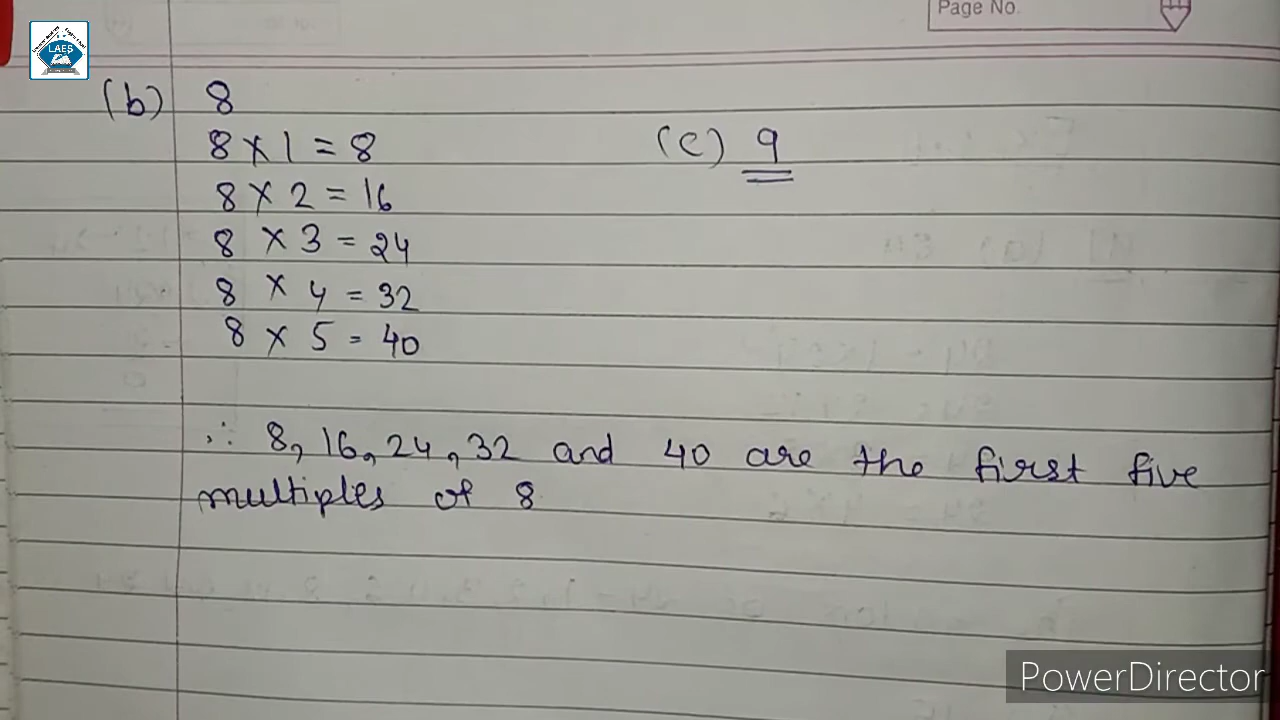 Page No.
LAES
(b) 8
8 × 1 = 8
8 × 2 = 16
8 × 3 = 24
8 × 4 = 32
8 × 5 = 40
(c) 9
∴ 8, 16, 24, 32 and 40 are the first five
multiples of 8
PowerDirector